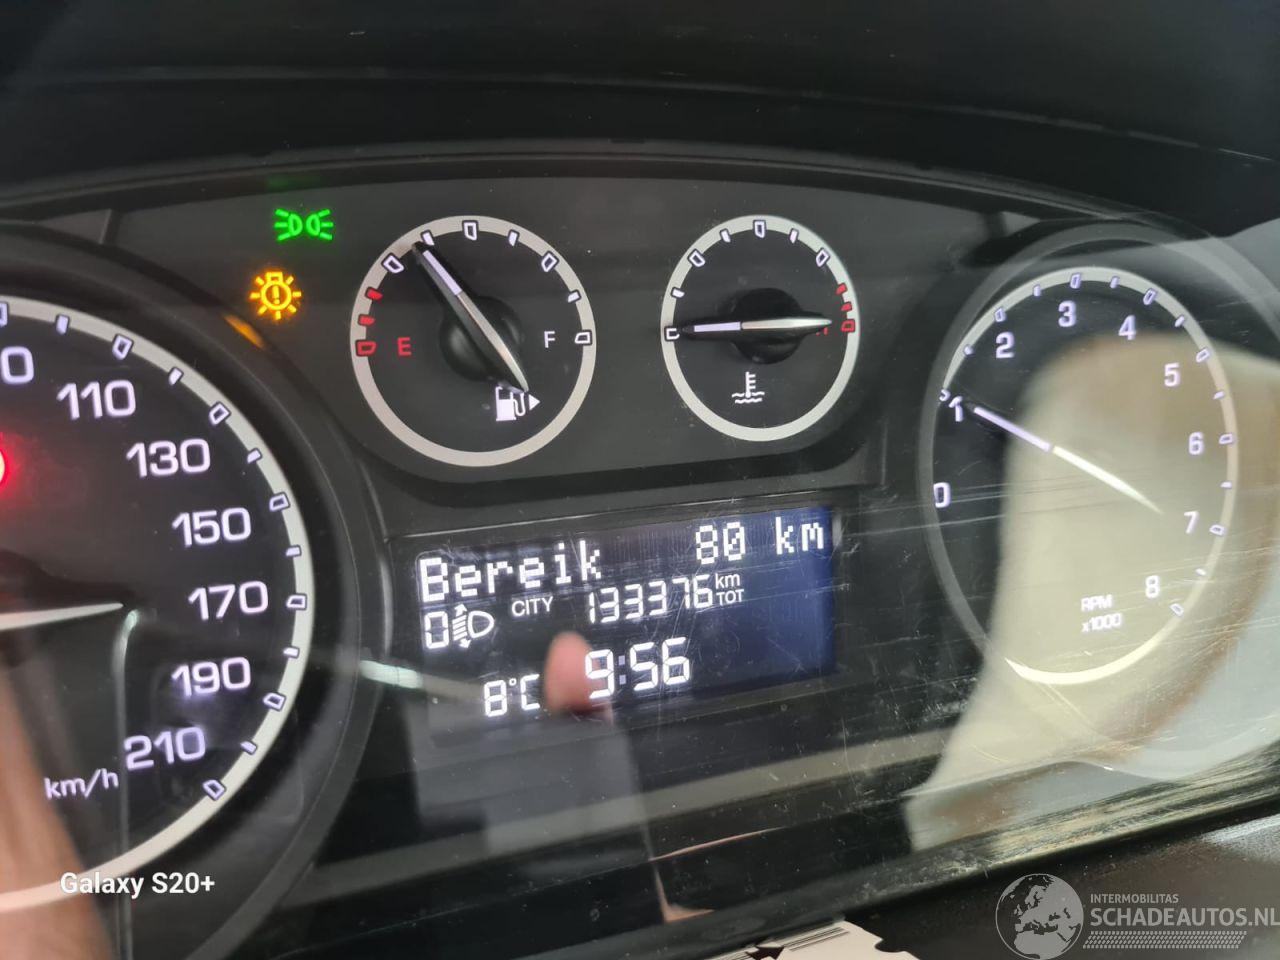 0
110
130
150
170
190
210
km/h
E
F
C
H
0
1
2
3
4
5
6
7
8
RPM
x1000
Bereik 80 km
0 CITY 133376 km TOT
8°C 9:56
Galaxy S20+
INTERMOBILITAS
SCHADEAUTOS.NL